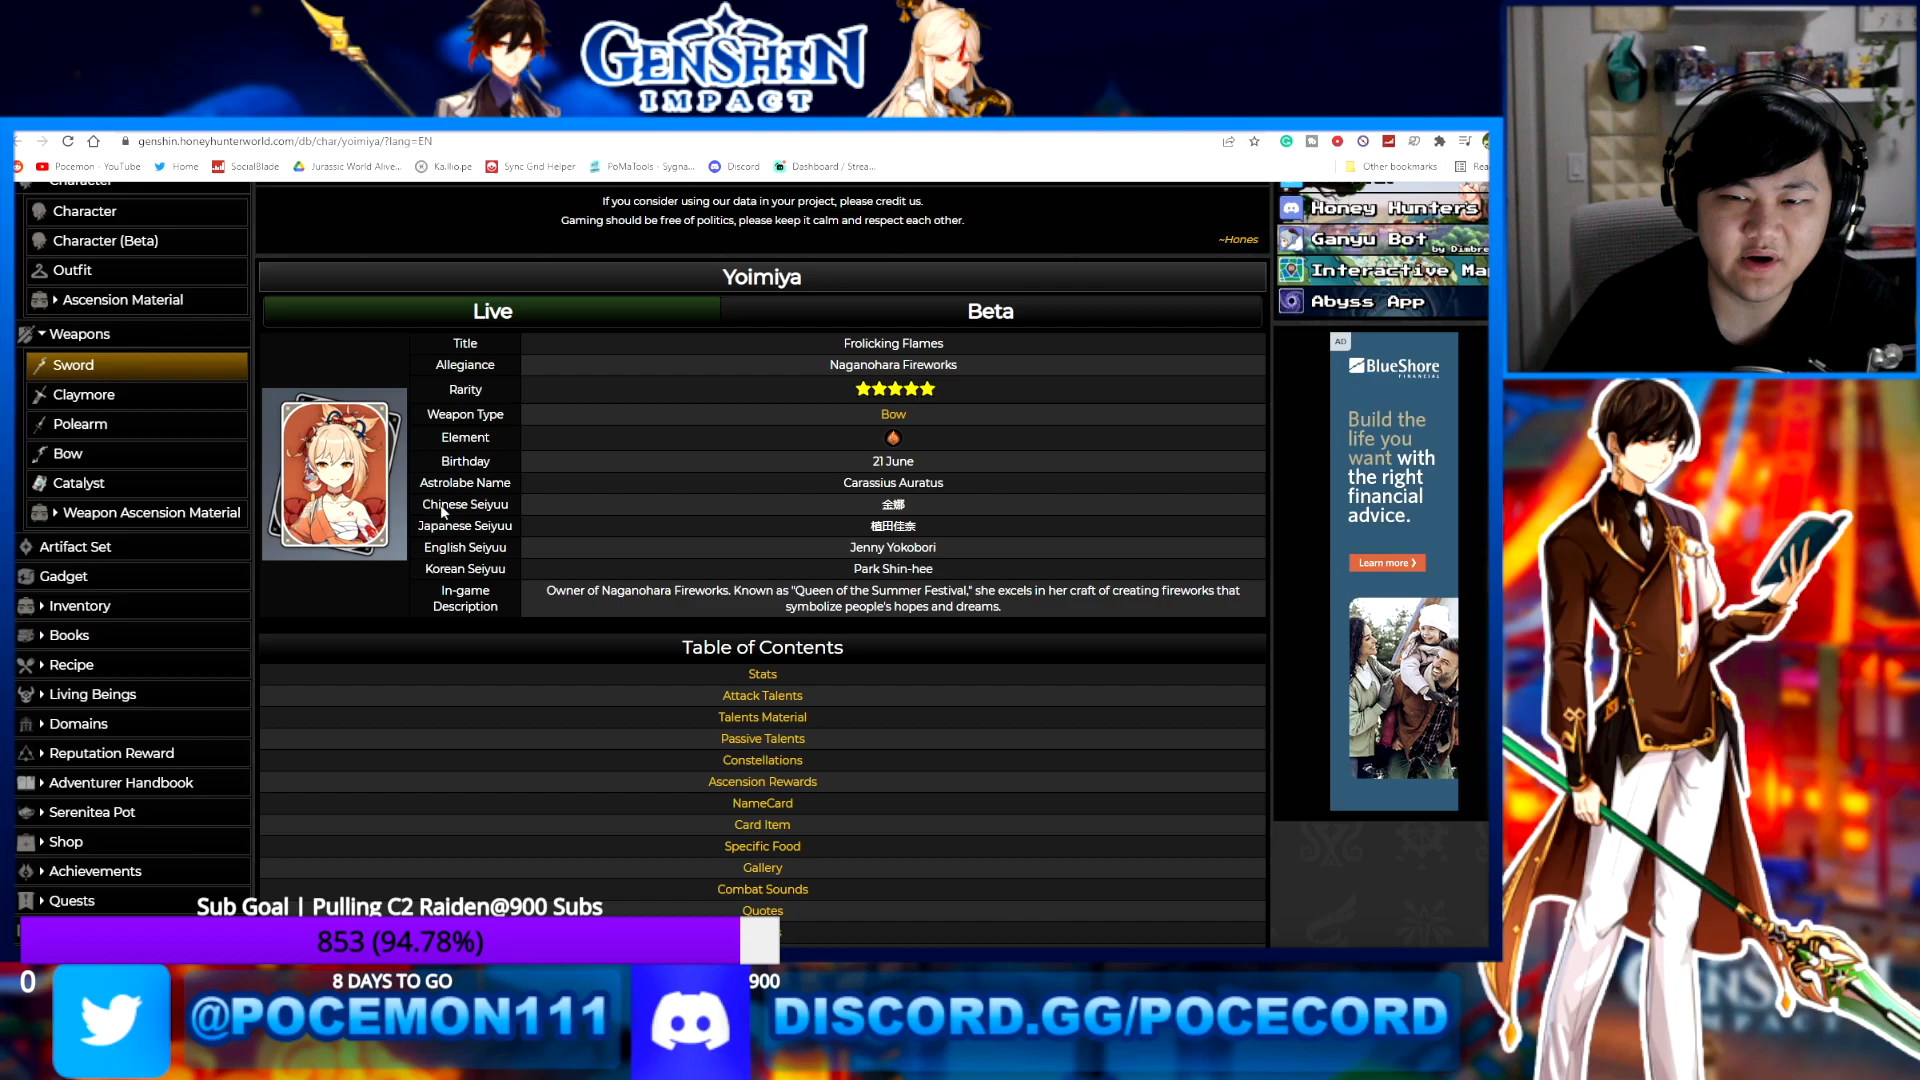 GENSHIN
IMPACT
genshin.honeyhunterworld.com/db/char/yoimiya/?lang=EN
Pocemon - YouTube
Home
SocialBlade
Jurassic World Alive...
Ka.llio.pe
Sync Grid Helper
PoMaTools - Sygna...
Discord
Dashboard / Strea...
Other bookmarks
Rea
Character
Character
Character (Beta)
Outfit
Ascension Material
Weapons
Sword
Claymore
Polearm
Bow
Catalyst
Weapon Ascension Material
Artifact Set
Gadget
Inventory
Books
Recipe
Living Beings
Domains
Reputation Reward
Adventurer Handbook
Serenitea Pot
Shop
Achievements
Quests
If you consider using our data in your project, please credit us.
Gaming should be free of politics, please keep it calm and respect each other.
~Hones
Yoimiya
Live
Beta
Title
Frolicking Flames
Allegiance
Naganohara Fireworks
Rarity
Weapon Type
Bow
Element
Birthday
21 June
Astrolabe Name
Carassius Auratus
Chinese Seiyuu
金娜
Japanese Seiyuu
植田佳奈
English Seiyuu
Jenny Yokobori
Korean Seiyuu
Park Shin-hee
In-game
Description
Owner of Naganohara Fireworks. Known as "Queen of the Summer Festival," she excels in her craft of creating fireworks that
symbolize people's hopes and dreams.
Table of Contents
Stats
Attack Talents
Talents Material
Passive Talents
Constellations
Ascension Rewards
NameCard
Card Item
Specific Food
Gallery
Combat Sounds
Quotes
Honey Hunters
Ganyu Bot
by Dimbre
Interactive Ma
Abyss App
AD
BlueShore
FINANCIAL
Build the
life you
want with
the right
financial
advice.
Learn more
Sub Goal | Pulling C2 Raiden@900 Subs
853 (94.78%)
0
8 DAYS TO GO
900
@POCEMON111
DISCORD.GG/POCECORD